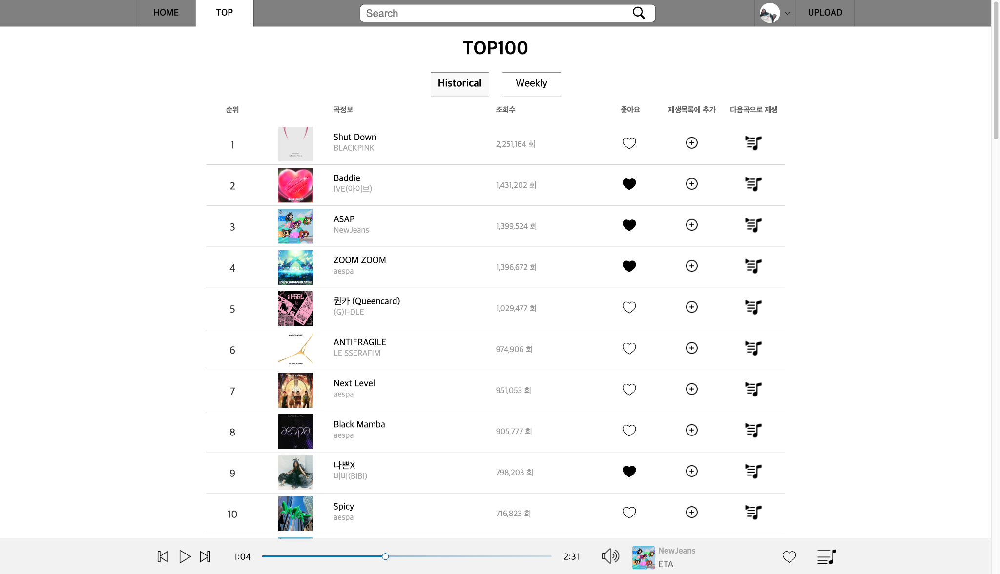 HOME
TOP
Search
UPLOAD
TOP100
Historical
Weekly
순위
곡정보
조회수
좋아요
재생목록에 추가
다음곡으로 재생
1
Shut Down
BLACKPINK
2,251,164 회
2
Baddie
IVE(아이브)
1,431,202 회
3
ASAP
NewJeans
1,399,524 회
4
ZOOM ZOOM
aespa
1,396,672 회
5
퀸카 (Queencard)
(G)I-DLE
1,029,477 회
I FEEL
6
ANTIFRAGILE
LE SSERAFIM
974,906 회
ANTIFRAGILE
LE SSERAFIM
7
Next Level
aespa
951,053 회
8
Black Mamba
aespa
905,777 회
aespa
9
나쁜X
비비(BIBI)
798,203 회
10
Spicy
aespa
716,823 회
1:04
2:31
NewJeans
ETA